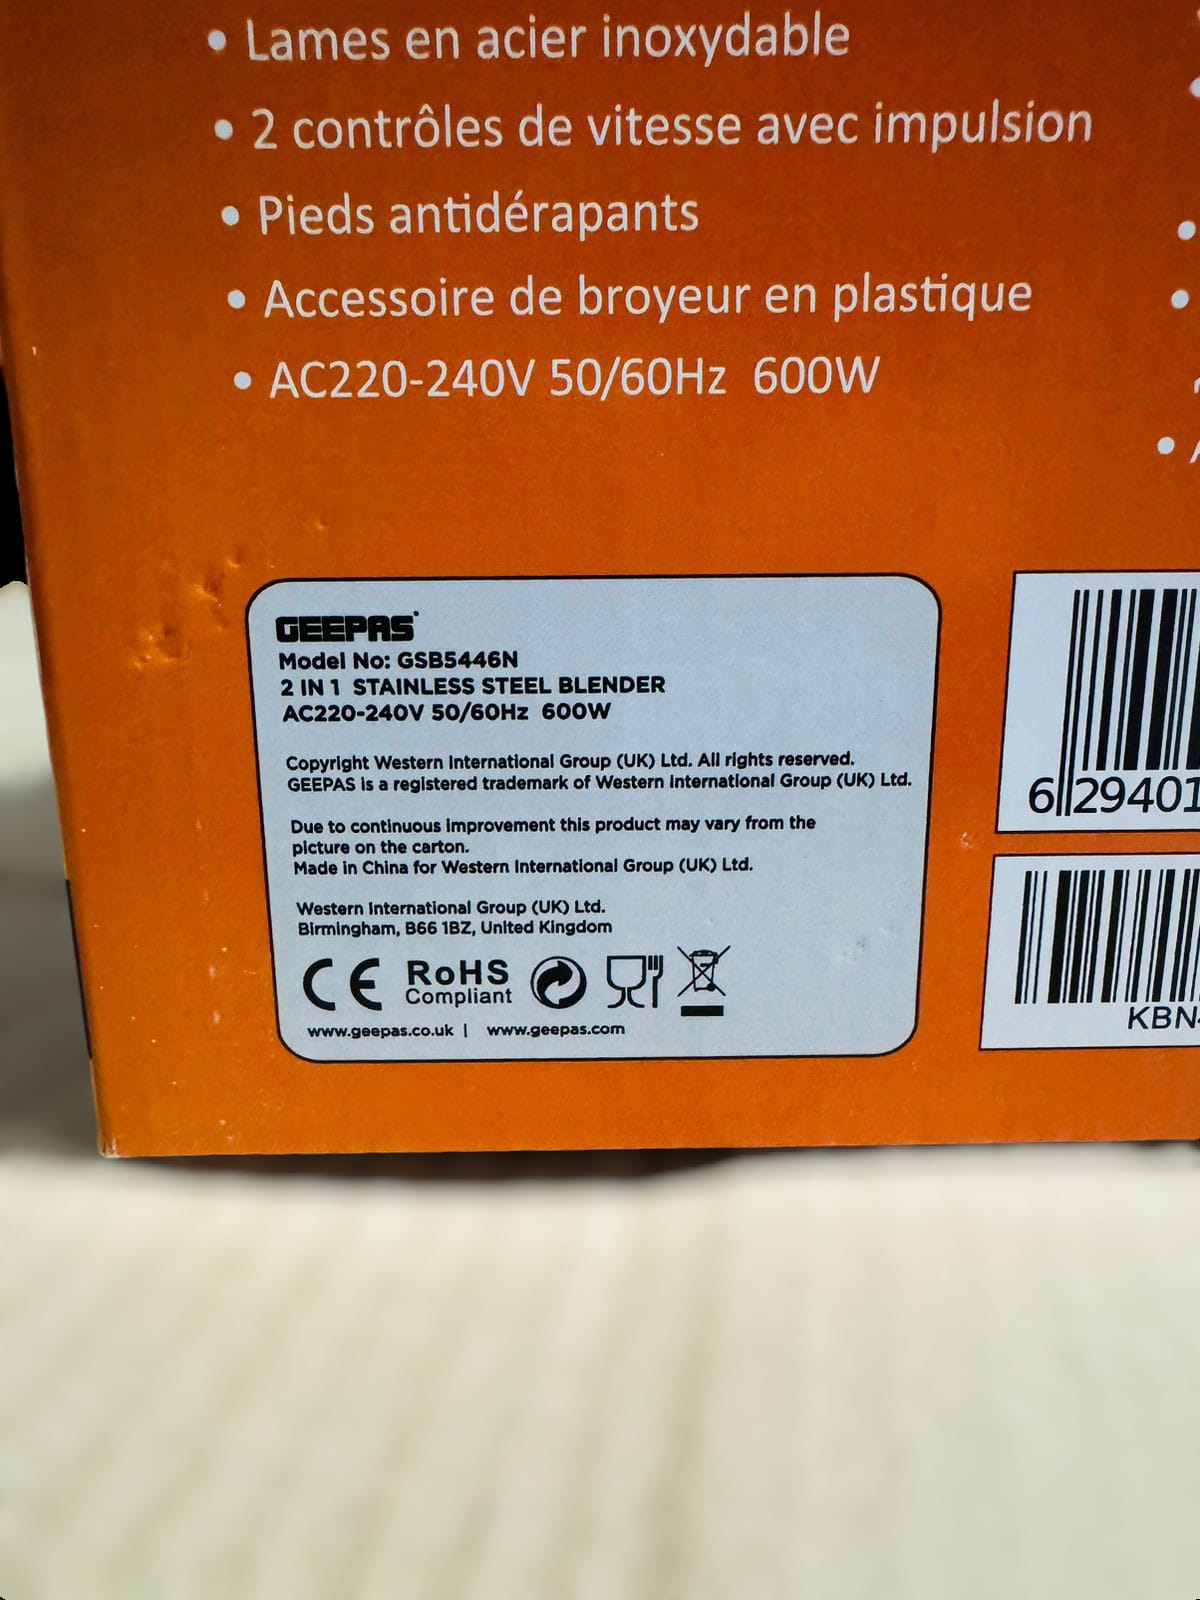 • Lames en acier inoxydable
• 2 contrôles de vitesse avec impulsion
• Pieds antidérapants
• Accessoire de broyeur en plastique
• AC220-240V 50/60Hz 600W
GEEPAS
Model No: GSB5446N
2 IN 1 STAINLESS STEEL BLENDER
AC220-240V 50/60Hz 600W
Copyright Western International Group (UK) Ltd. All rights reserved.
GEEPAS is a registered trademark of Western International Group (UK) Ltd.
Due to continuous improvement this product may vary from the
picture on the carton.
Made in China for Western International Group (UK) Ltd.
Western International Group (UK) Ltd.
Birmingham, B66 1BZ, United Kingdom
CE RoHS
Compliant
www.geepas.co.uk | www.geepas.com
6 29401
KBN